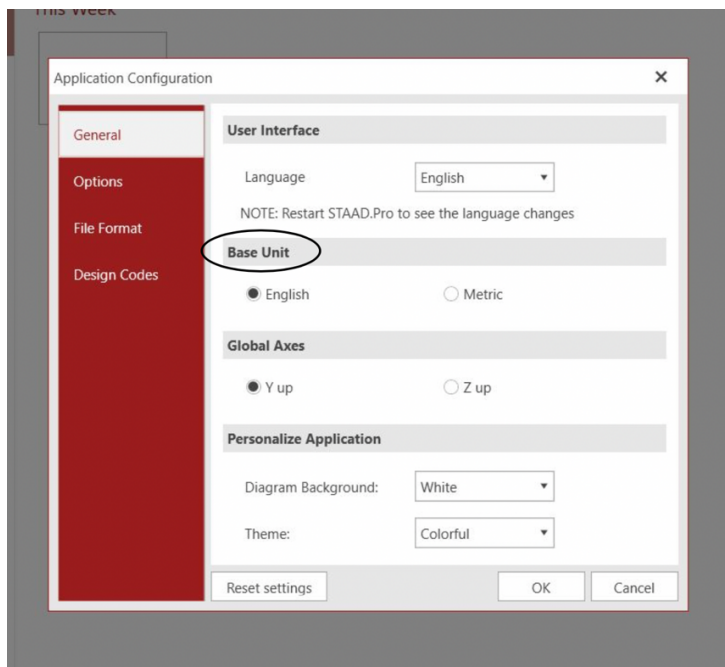 This Week
Application Configuration
General
Options
File Format
Design Codes
User Interface
Language English
NOTE: Restart STAAD.Pro to see the language changes
Base Unit
English Metric
Global Axes
Y up Z up
Personalize Application
Diagram Background: White
Theme: Colorful
Reset settings OK Cancel